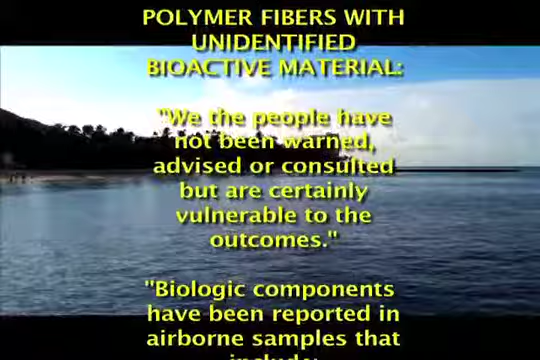 POLYMER FIBERS WITH
UNIDENTIFIED
BIOACTIVE MATERIAL:
"We the people have
not been warned,
advised or consulted
but are certainly
vulnerable to the
outcomes."
"Biologic components
have been reported in
airborne samples that
include: